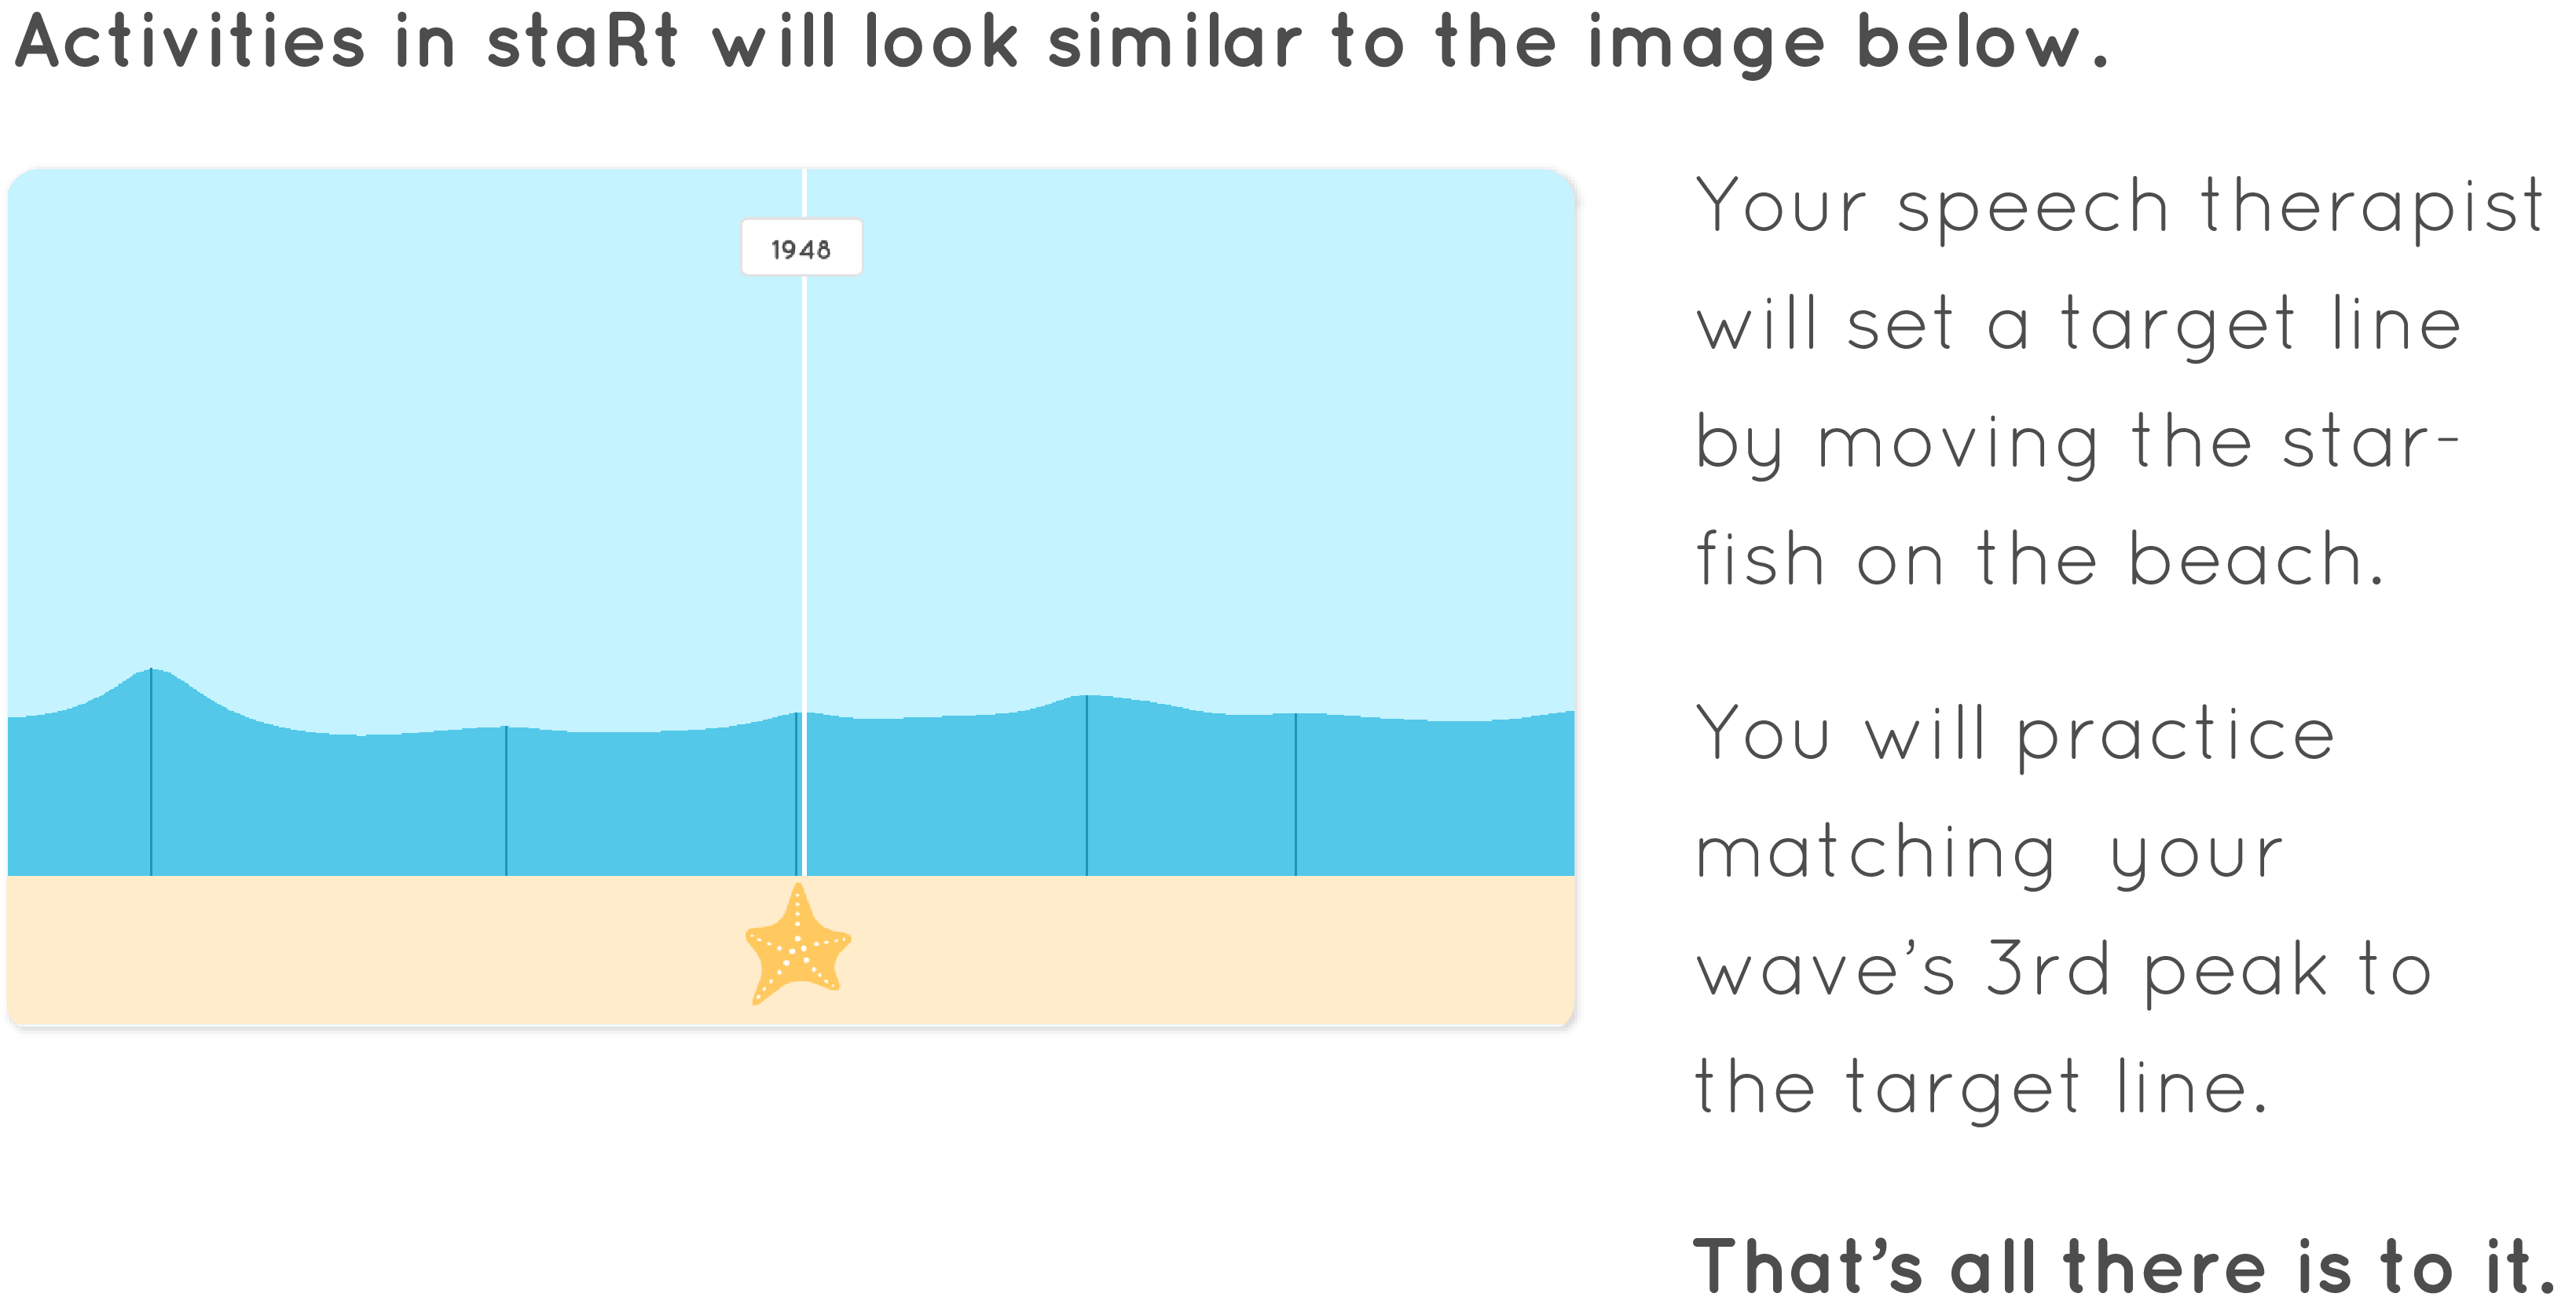 Activities in staRt will look similar to the image below.
1948
Your speech therapist
will set a target line
by moving the star-
fish on the beach.
You will practice
matching your
wave’s 3rd peak to
the target line.
That’s all there is to it.